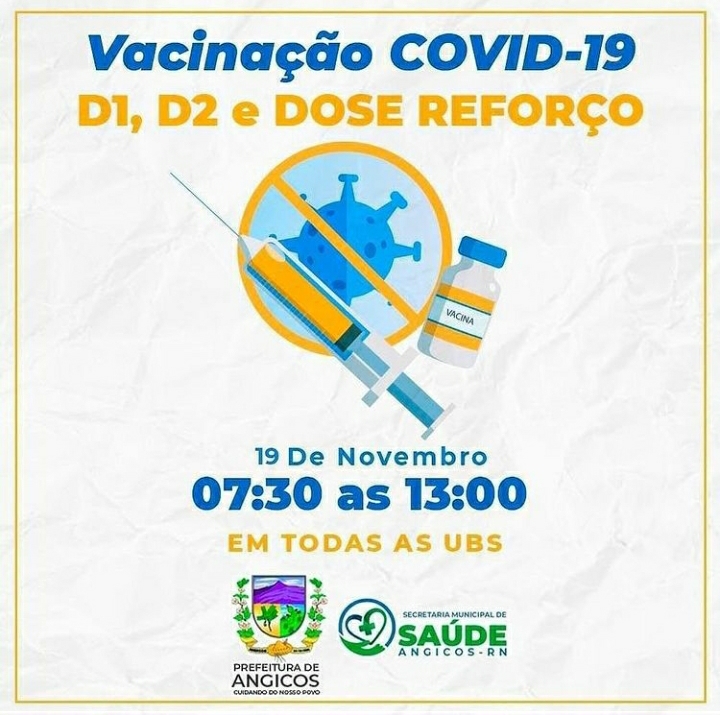 Vacinação COVID-19
D1, D2 e DOSE REFORÇO
VACINA
19 De Novembro
07:30 as 13:00
EM TODAS AS UBS
PREFEITURA DE
ANGICOS
CUIDANDO DO NOSSO POVO
SECRETARIA MUNICIPAL DE
SAÚDE
ANGICOS-RN